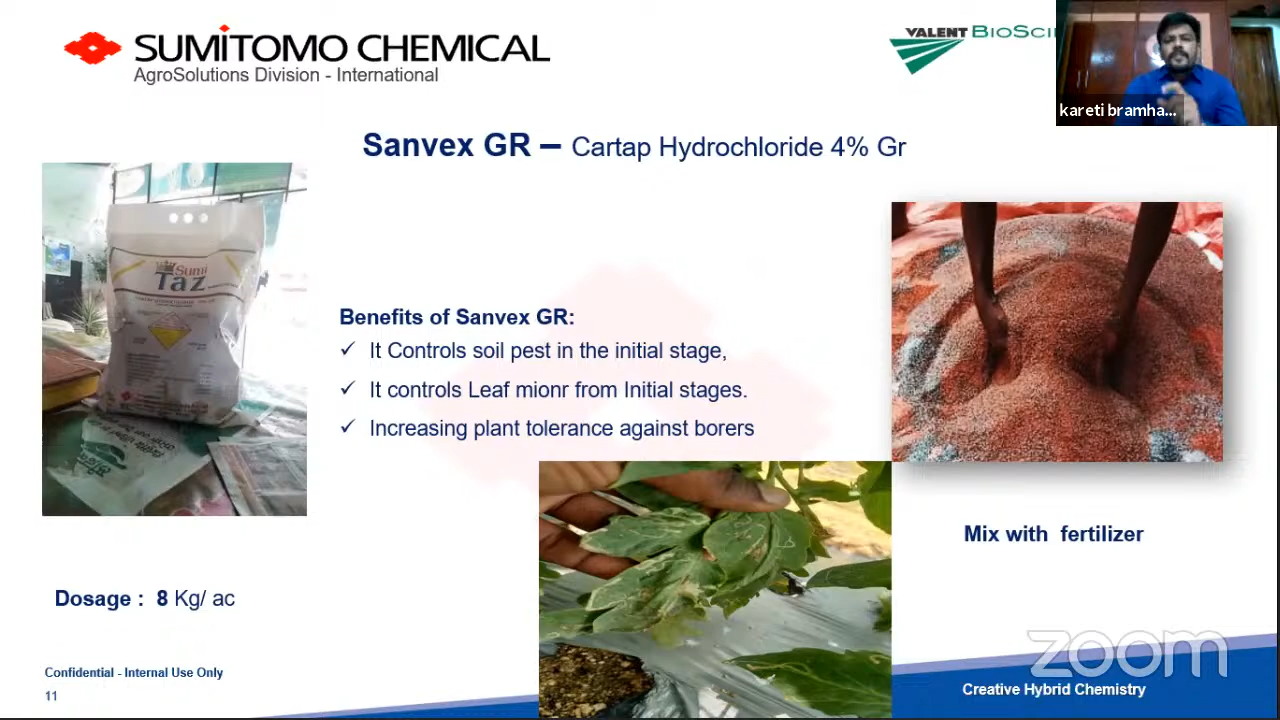 SUMITOMO CHEMICAL
AgroSolutions Division - International
VALENT
kareti bramha...
Sanvex GR – Cartap Hydrochloride 4% Gr
Sumi
Taz
Benefits of Sanvex GR:
✓ It Controls soil pest in the initial stage,
✓ It controls Leaf mionr from Initial stages.
✓ Increasing plant tolerance against borers
Mix with fertilizer
Dosage : 8 Kg/ ac
zoom
Confidential - Internal Use Only
11
Creative Hybrid Chemistry